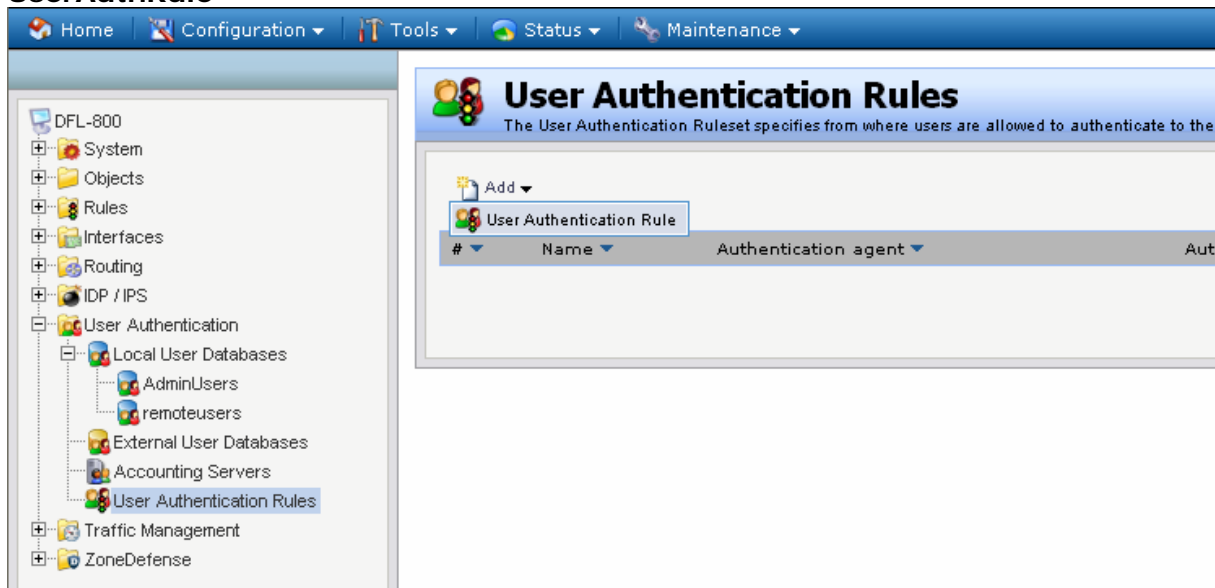 Home Configuration Tools Status Maintenance
DFL-800
System
Objects
Rules
Interfaces
Routing
IDP / IPS
User Authentication
Local User Databases
AdminUsers
remoteusers
External User Databases
Accounting Servers
User Authentication Rules
Traffic Management
ZoneDefense
User Authentication Rules
The User Authentication Ruleset specifies from where users are allowed to authenticate to the
Add
User Authentication Rule
# Name Authentication agent Aut